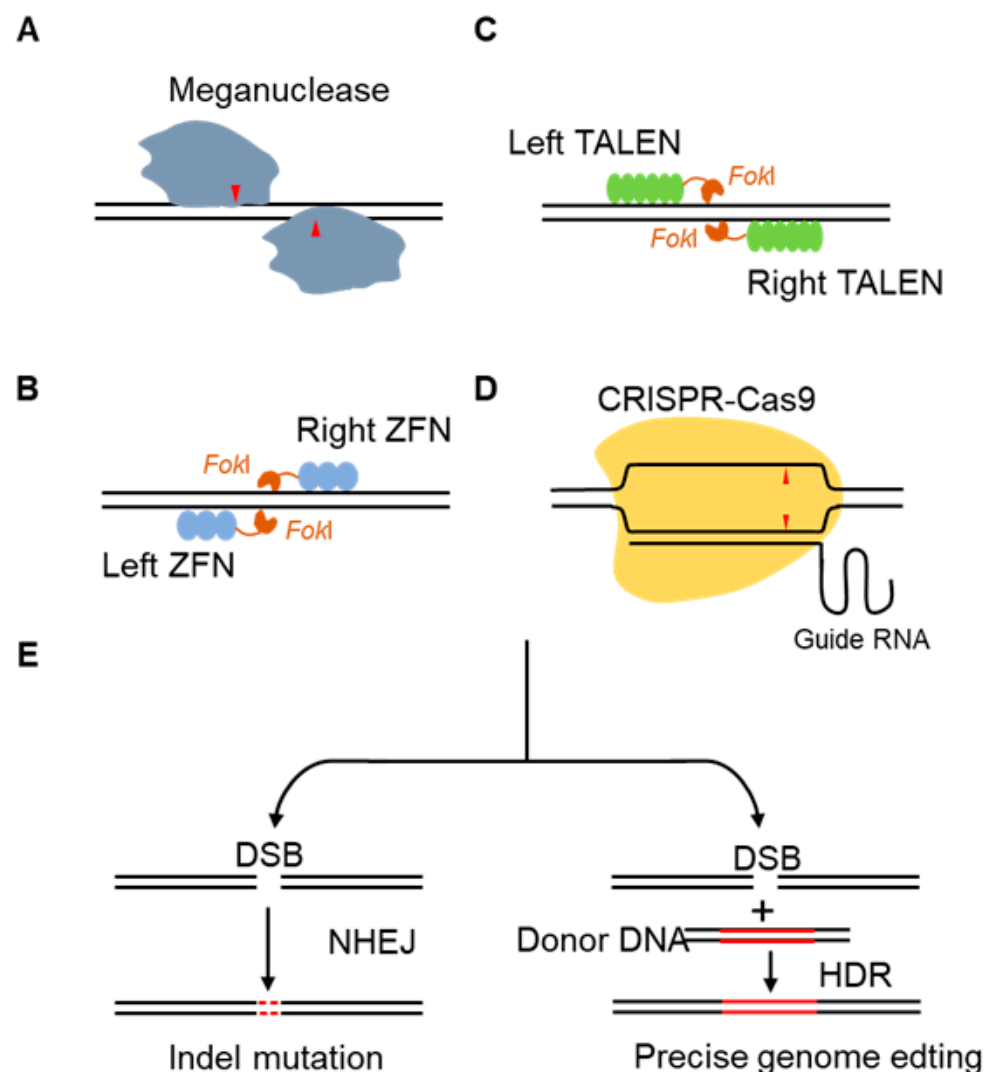 A
Meganuclease
C
Left TALEN
FokI
FokI
Right TALEN
B
Right ZFN
FokI
FokI
Left ZFN
D
CRISPR-Cas9
Guide RNA
E
DSB
NHEJ
Indel mutation
DSB
+
Donor DNA
HDR
Precise genome edting